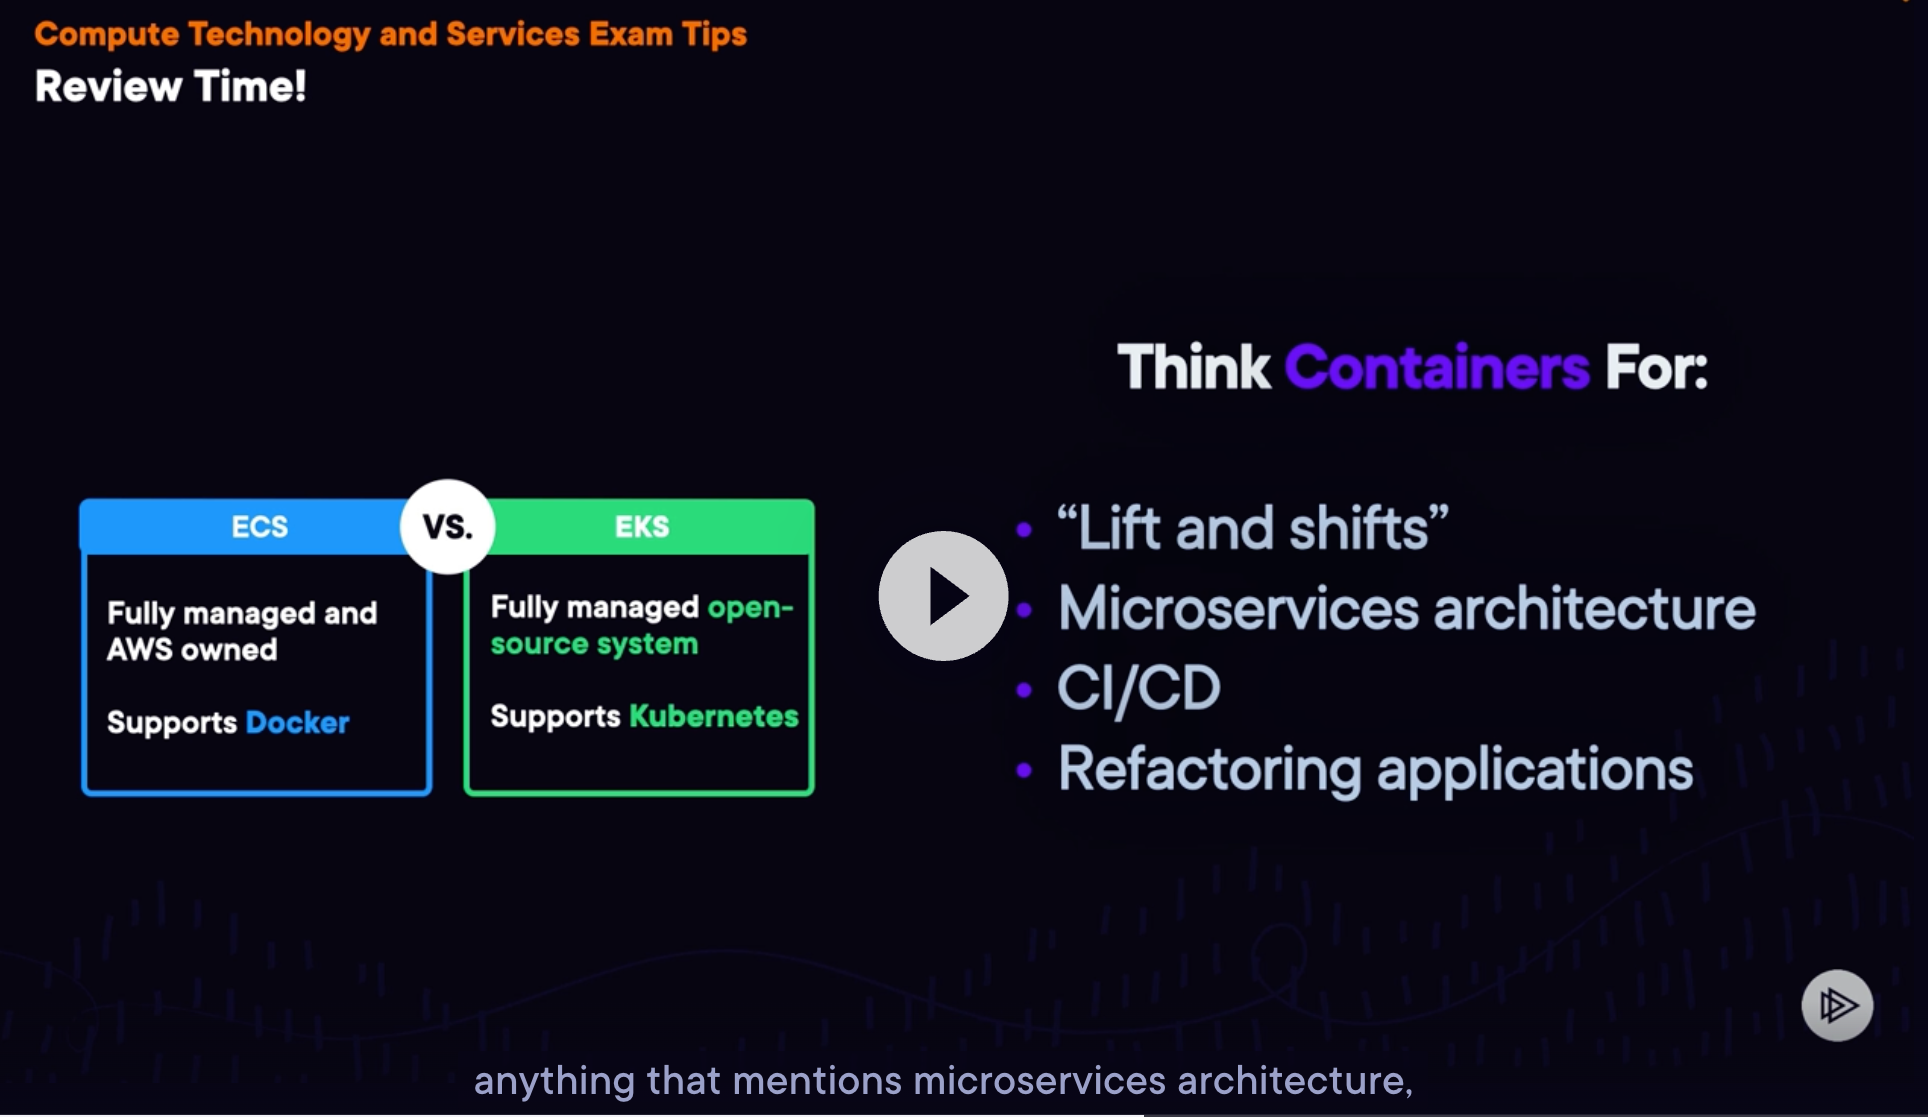 Compute Technology and Services Exam Tips
Review Time!
ECS
VS.
EKS
Fully managed and
AWS owned
Supports Docker
Fully managed open-
source system
Supports Kubernetes
Think Containers For:
• “Lift and shifts”
• Microservices architecture
• CI/CD
• Refactoring applications
anything that mentions microservices architecture,